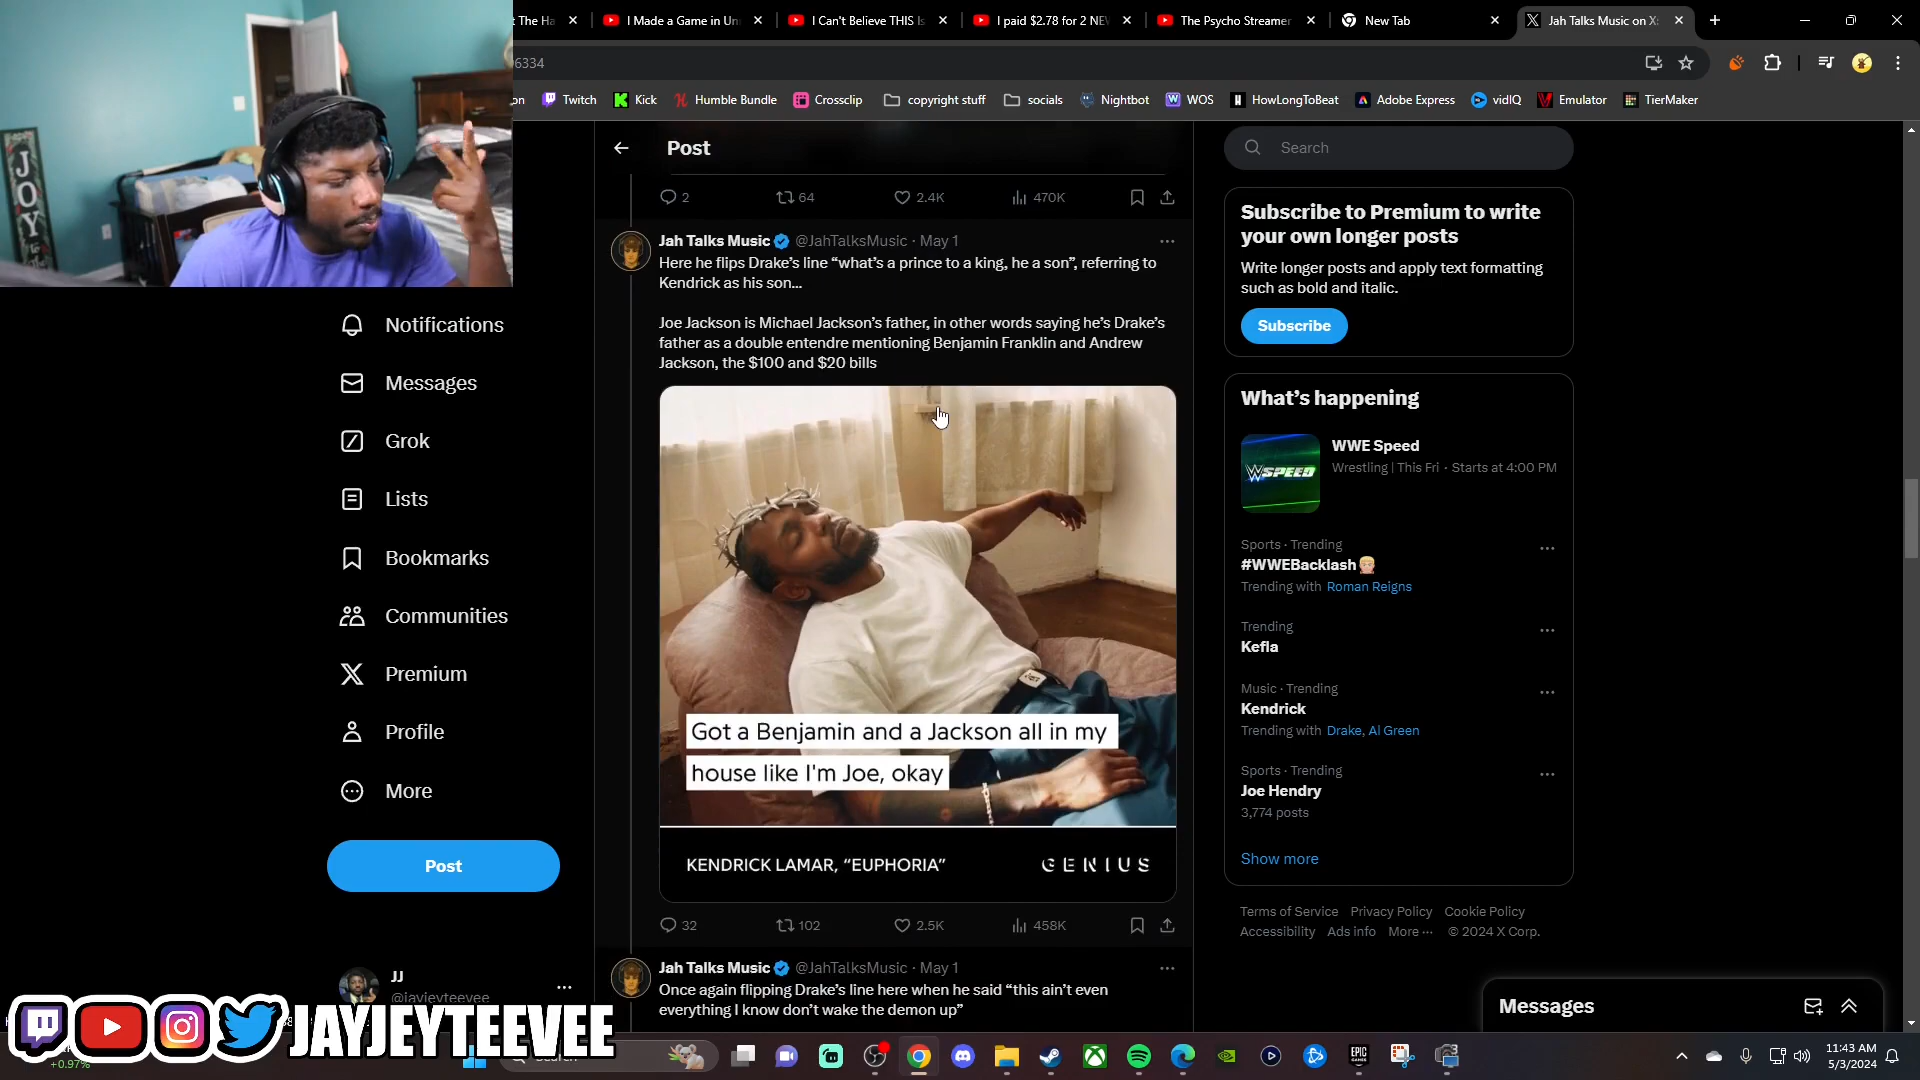 t The Ha
I Made a Game in Un
I Can't Believe THIS Is
I paid $2.78 for 2 NEV
The Psycho Streamer
New Tab
Jah Talks Music on X:
96334
on
Twitch
Kick
Humble Bundle
Crossclip
copyright stuff
socials
Nightbot
WOS
HowLongToBeat
Adobe Express
vidIQ
Emulator
TierMaker
JOY
Post
2
64
2.4K
470K
Jah Talks Music @JahTalksMusic · May 1
Here he flips Drake's line “what's a prince to a king, he a son”, referring to
Kendrick as his son...
Joe Jackson is Michael Jackson's father, in other words saying he's Drake's
father as a double entendre mentioning Benjamin Franklin and Andrew
Jackson, the $100 and $20 bills
Got a Benjamin and a Jackson all in my
house like I'm Joe, okay
KENDRICK LAMAR, “EUPHORIA”
GENIUS
32
102
2.5K
458K
Jah Talks Music @JahTalksMusic · May 1
Once again flipping Drake's line here when he said “this ain't even
everything I know don't wake the demon up”
Notifications
Messages
Grok
Lists
Bookmarks
Communities
Premium
Profile
More
Post
JJ
@jayjeyteevee
JAYJEYTEEVEE
+0.97%
Search
Search
Subscribe to Premium to write
your own longer posts
Write longer posts and apply text formatting
such as bold and italic.
Subscribe
What's happening
WWE Speed
Wrestling | This Fri · Starts at 4:00 PM
SPEED
Sports · Trending
#WWEBacklash
Trending with Roman Reigns
Trending
Kefla
Music · Trending
Kendrick
Trending with Drake, Al Green
Sports · Trending
Joe Hendry
3,774 posts
Show more
Terms of Service Privacy Policy Cookie Policy
Accessibility Ads info More ··· © 2024 X Corp.
Messages
EPIC
11:43 AM
5/3/2024